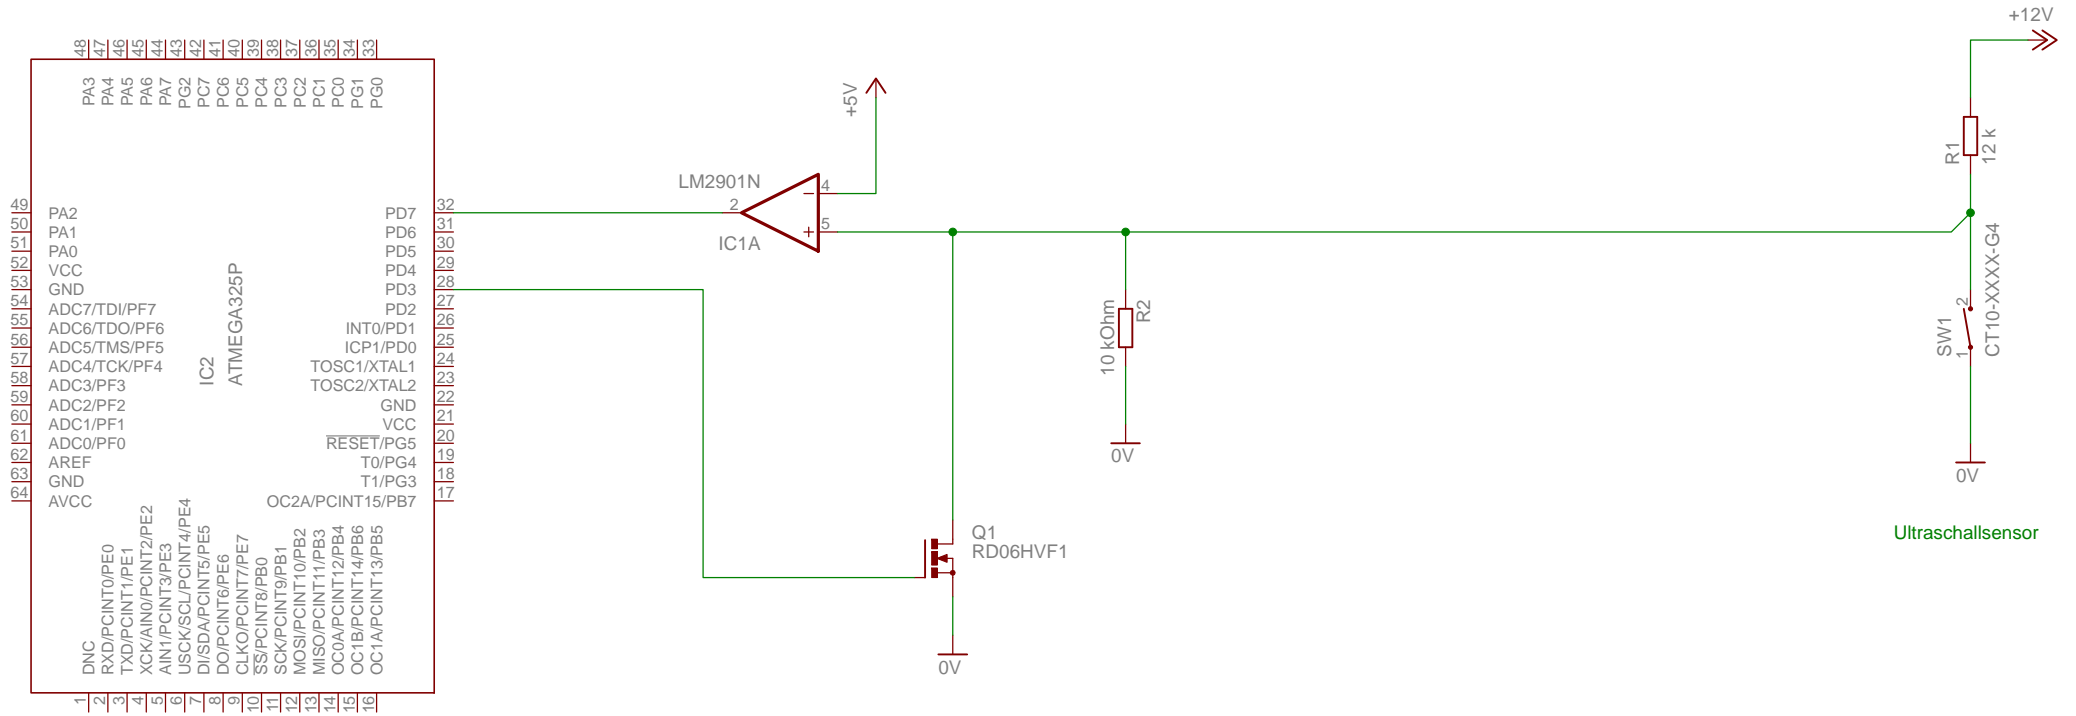 +12V
48
47
46
45
44
43
42
41
40
39
38
37
36
35
34
33
PA3
PA4
PA5
PA6
PA7
PG2
PC7
PC6
PC5
PC4
PC3
PC2
PC1
PC0
PG1
PG0
+5V
R1
12 k
LM2901N
4
2
5
IC1A
49 PA2
50 PA1
51 PA0
52 VCC
53 GND
54 ADC7/TDI/PF7
55 ADC6/TDO/PF6
56 ADC5/TMS/PF5
57 ADC4/TCK/PF4
58 ADC3/PF3
59 ADC2/PF2
60 ADC1/PF1
61 ADC0/PF0
62 AREF
63 GND
64 AVCC
IC2
ATMEGA325P
PD7 32
PD6 31
PD5 30
PD4 29
PD3 28
PD2 27
INT0/PD1 26
ICP1/PD0 25
TOSC1/XTAL1 24
TOSC2/XTAL2 23
GND 22
VCC 21
RESET/PG5 20
T0/PG4 19
T1/PG3 18
OC2A/PCINT15/PB7 17
10 kOhm
R2
0V
SW1
2
1
CT10-XXXX-G4
0V
Ultraschallsensor
Q1
RD06HVF1
0V
DNC
RXD/PCINT0/PE0
TXD/PCINT1/PE1
XCK/AIN0/PCINT2/PE2
AIN1/PCINT3/PE3
USCK/SCL/PCINT4/PE4
DI/SDA/PCINT5/PE5
DO/PCINT6/PE6
CLKO/PCINT7/PE7
SS/PCINT8/PB0
SCK/PCINT9/PB1
MOSI/PCINT10/PB2
MISO/PCINT11/PB3
OC0A/PCINT12/PB4
OC1B/PCINT14/PB6
OC1A/PCINT13/PB5
1
2
3
4
5
6
7
8
9
10
11
12
13
14
15
16